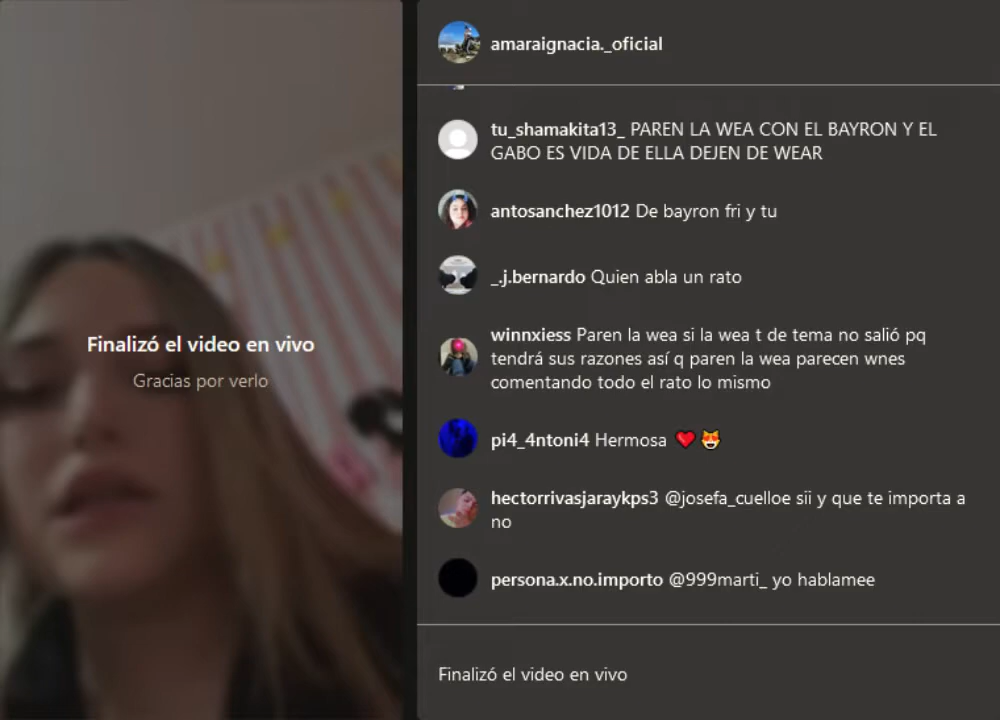 Finalizó el video en vivo
Gracias por verlo
amaraignacia._oficial
tu_shamakita13_ PAREN LA WEA CON EL BAYRON Y EL
GABO ES VIDA DE ELLA DEJEN DE WEAR
antosanchez1012 De bayron fri y tu
_.j.bernardo Quien abla un rato
winnxiess Paren la wea si la wea t de tema no salió pq
tendrá sus razones así q paren la wea parecen wnes
comentando todo el rato lo mismo
pi4_4ntoni4 Hermosa ❤️ 😻
hectorrivasjaraykps3 @josefa_cuelloe sii y que te importa a
no
persona.x.no.importo @999marti_ yo hablamee
Finalizó el video en vivo